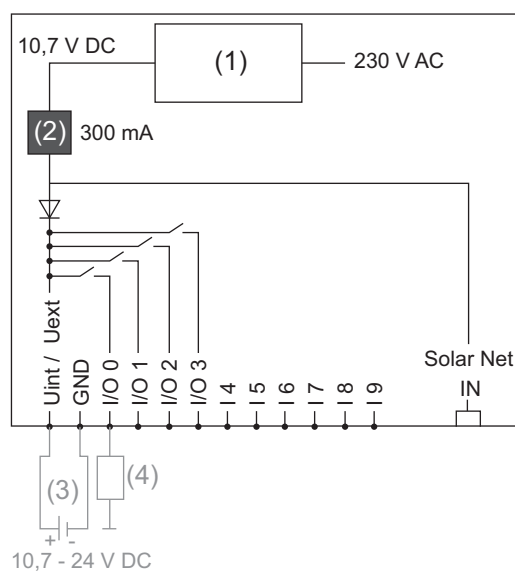 10,7 V DC
(1)
230 V AC
(2)
300 mA
Uint / Uext
GND
I/O 0
I/O 1
I/O 2
I/O 3
I 4
I 5
I 6
I 7
I 8
I 9
Solar Net
IN
(3)
(4)
+ -
10,7 - 24 V DC